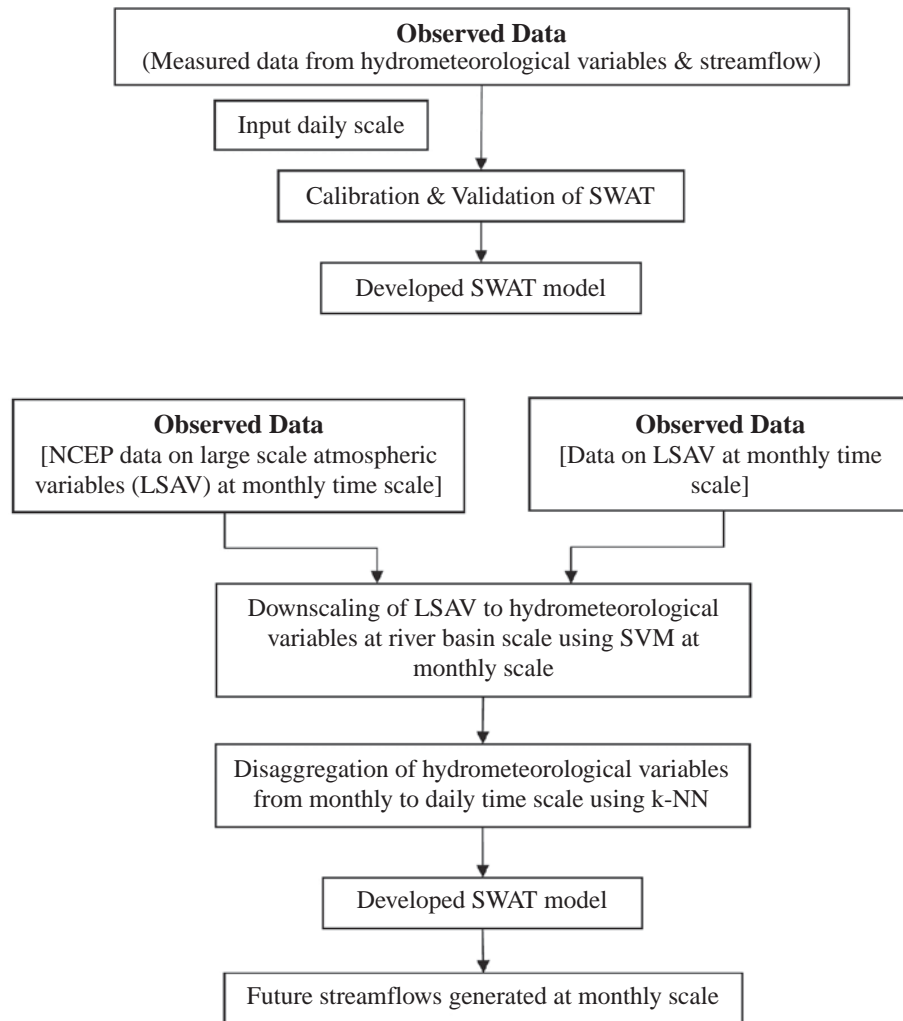 Observed Data
(Measured data from hydrometeorological variables & streamflow)
Input daily scale
Calibration & Validation of SWAT
Developed SWAT model
Observed Data
[NCEP data on large scale atmospheric
variables (LSAV) at monthly time scale]
Observed Data
[Data on LSAV at monthly time
scale]
Downscaling of LSAV to hydrometeorological
variables at river basin scale using SVM at
monthly scale
Disaggregation of hydrometeorological variables
from monthly to daily time scale using k-NN
Developed SWAT model
Future streamflows generated at monthly scale